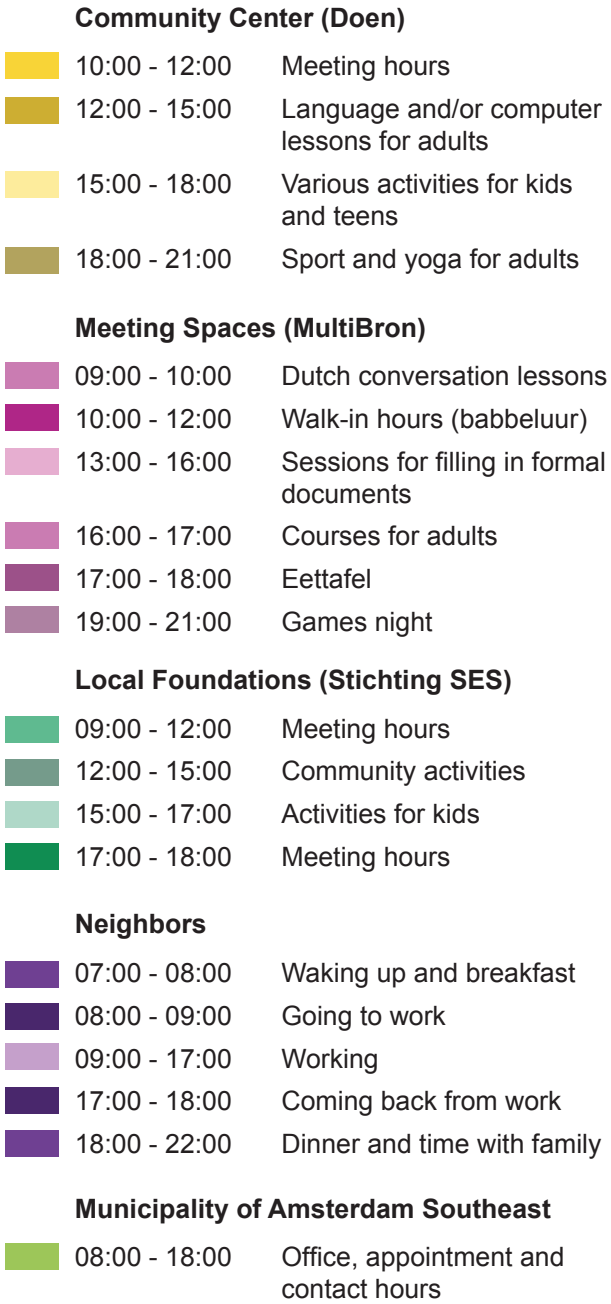 Community Center (Doen)
10:00 - 12:00 Meeting hours
12:00 - 15:00 Language and/or computer
lessons for adults
15:00 - 18:00 Various activities for kids
and teens
18:00 - 21:00 Sport and yoga for adults
Meeting Spaces (MultiBron)
09:00 - 10:00 Dutch conversation lessons
10:00 - 12:00 Walk-in hours (babbeluur)
13:00 - 16:00 Sessions for filling in formal
documents
16:00 - 17:00 Courses for adults
17:00 - 18:00 Eettafel
19:00 - 21:00 Games night
Local Foundations (Stichting SES)
09:00 - 12:00 Meeting hours
12:00 - 15:00 Community activities
15:00 - 17:00 Activities for kids
17:00 - 18:00 Meeting hours
Neighbors
07:00 - 08:00 Waking up and breakfast
08:00 - 09:00 Going to work
09:00 - 17:00 Working
17:00 - 18:00 Coming back from work
18:00 - 22:00 Dinner and time with family
Municipality of Amsterdam Southeast
08:00 - 18:00 Office, appointment and
contact hours